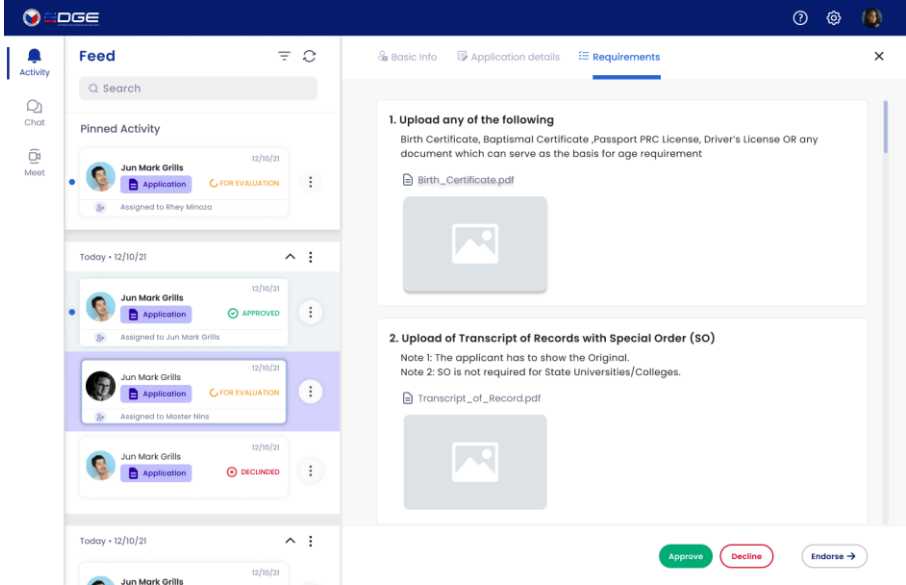 EDGE
Activity
Chat
Meet
Feed
Search
Pinned Activity
12/10/21
Jun Mark Grills
Application
FOR EVALUATION
Assigned to Rhey Minoza
Today • 12/10/21
12/10/21
Jun Mark Grills
Application
APPROVED
Assigned to Jun Mark Grills
12/10/21
Jun Mark Grills
Application
FOR EVALUATION
Assigned to Master Nins
12/10/21
Jun Mark Grills
Application
DECLINDED
Today • 12/10/21
12/10/21
Jun Mark Grills
Basic Info
Application details
Requirements
1. Upload any of the following
Birth Certificate, Baptismal Certificate ,Passport PRC License, Driver's License OR any
document which can serve as the basis for age requirement
Birth_Certificate.pdf
2. Upload of Transcript of Records with Special Order (SO)
Note 1: The applicant has to show the Original.
Note 2: SO is not required for State Universities/Colleges.
Transcript_of_Record.pdf
Approve
Decline
Endorse →